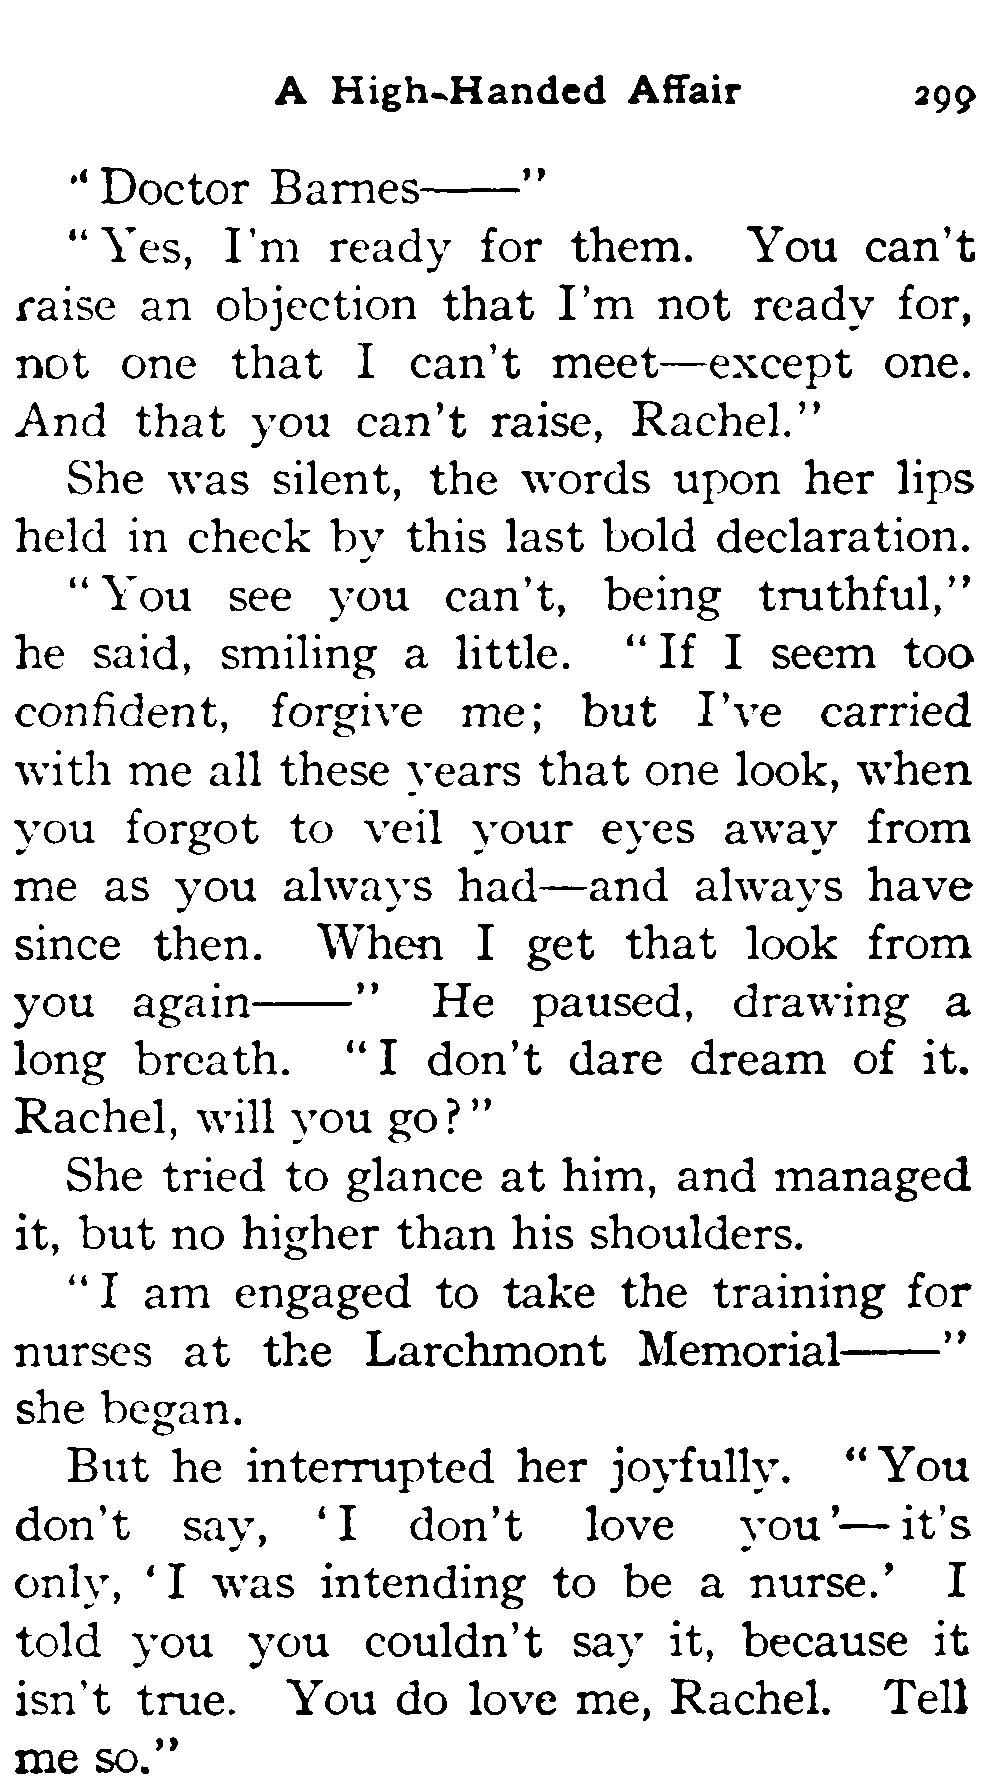 A High-Handed Affair 299
"Doctor Barnes——"
"Yes, I'm ready for them. You can't
raise an objection that I'm not ready for,
not one that I can't meet—except one.
And that you can't raise, Rachel."
She was silent, the words upon her lips
held in check by this last bold declaration.
"You see you can't, being truthful,"
he said, smiling a little. "If I seem too
confident, forgive me; but I've carried
with me all these years that one look, when
you forgot to veil your eyes away from
me as you always had—and always have
since then. When I get that look from
you again——" He paused, drawing a
long breath. "I don't dare dream of it.
Rachel, will you go?"
She tried to glance at him, and managed
it, but no higher than his shoulders.
"I am engaged to take the training for
nurses at the Larchmont Memorial——"
she began.
But he interrupted her joyfully. "You
don't say, 'I don't love you'—it's
only, 'I was intending to be a nurse.' I
told you you couldn't say it, because it
isn't true. You do love me, Rachel. Tell
me so."